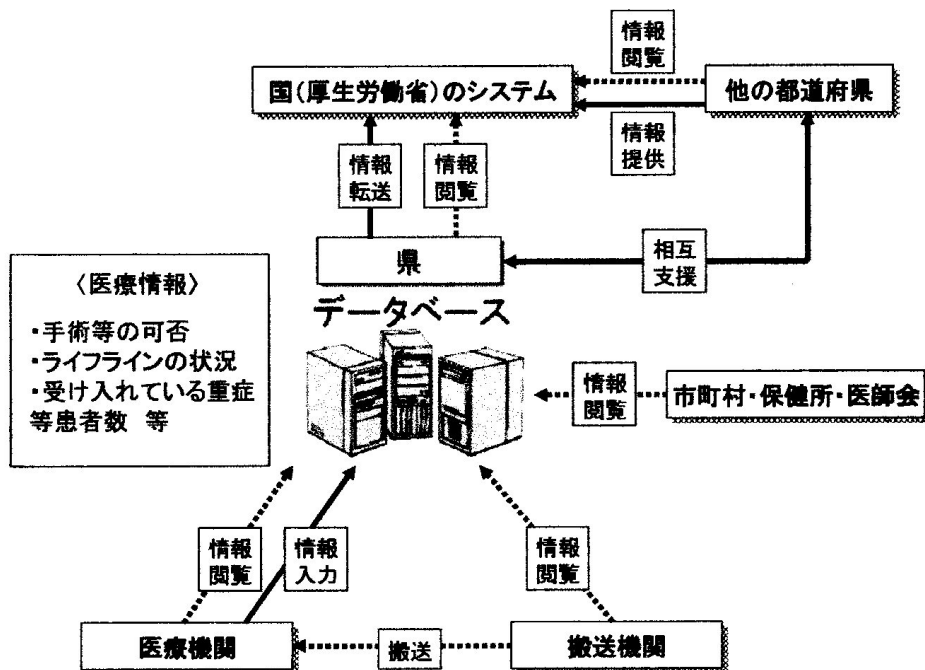 情報
閲覧
国(厚生労働省)のシステム
他の都道府県
情報
提供
情報
転送
情報
閲覧
県
相互
支援
〈医療情報〉
・手術等の可否
・ライフラインの状況
・受け入れている重症
等患者数 等
データベース
情報
閲覧
市町村・保健所・医師会
情報
閲覧
情報
入力
情報
閲覧
医療機関
搬送
搬送機関